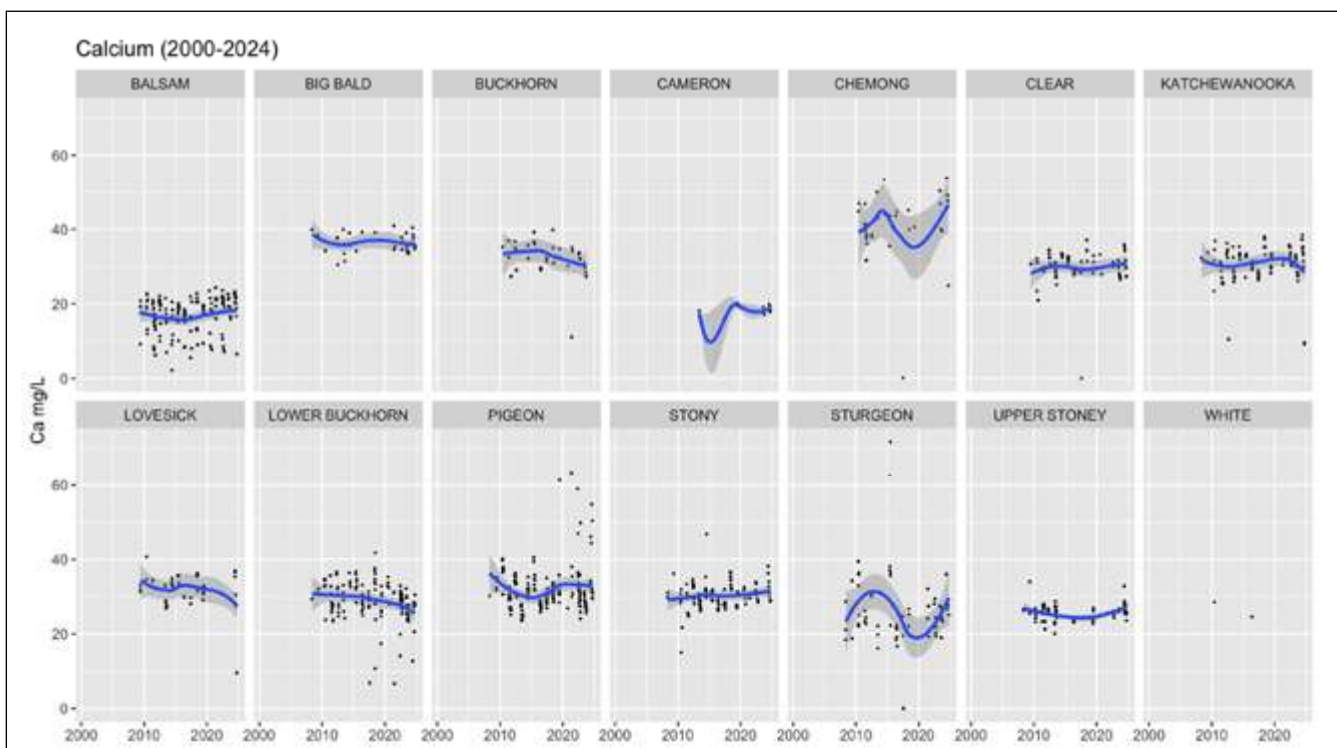 Calcium (2000-2024)
BALSAM BIG BALD BUCKHORN CAMERON CHEMONG CLEAR KATCHEWANOOKA
60
40
20
0
Ca mg/L
LOVESICK LOWER BUCKHORN PIGEON STONY STURGEON UPPER STONEY WHITE
60
40
20
0
2000 2010 2020 2000 2010 2020 2000 2010 2020 2000 2010 2020 2000 2010 2020 2000 2010 2020 2000 2010 2020